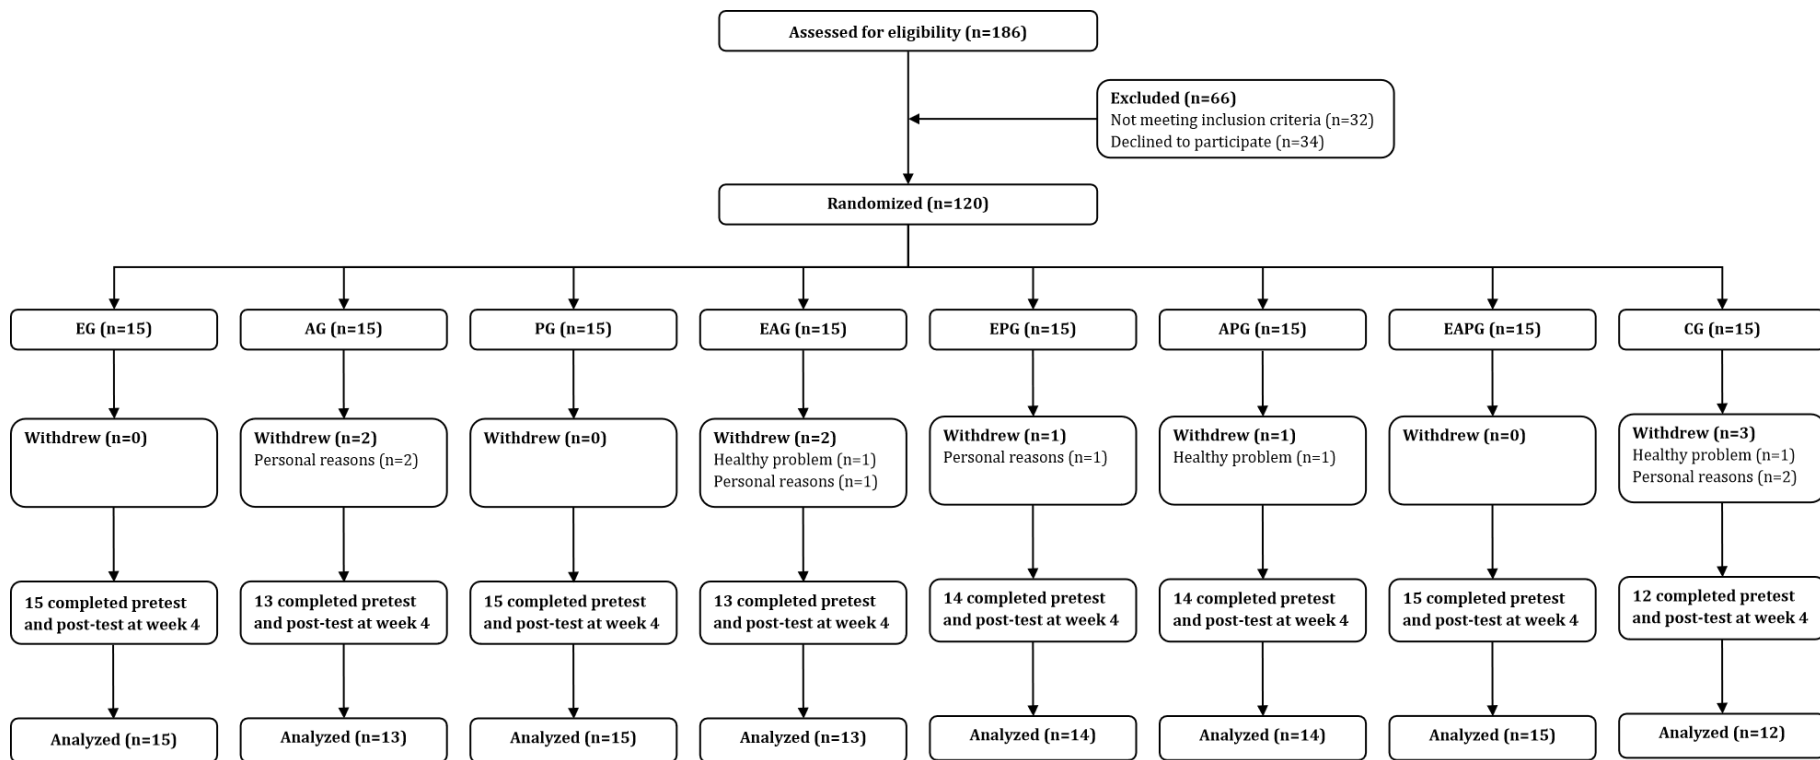 Assessed for eligibility (n=186)
Excluded (n=66)
Not meeting inclusion criteria (n=32)
Declined to participate (n=34)
Randomized (n=120)
EG (n=15)
AG (n=15)
PG (n=15)
EAG (n=15)
EPG (n=15)
APG (n=15)
EAPG (n=15)
CG (n=15)
Withdrew (n=0)
Withdrew (n=2)
Personal reasons (n=2)
Withdrew (n=0)
Withdrew (n=2)
Healthy problem (n=1)
Personal reasons (n=1)
Withdrew (n=1)
Personal reasons (n=1)
Withdrew (n=1)
Healthy problem (n=1)
Withdrew (n=0)
Withdrew (n=3)
Healthy problem (n=1)
Personal reasons (n=2)
15 completed pretest
and post-test at week 4
13 completed pretest
and post-test at week 4
15 completed pretest
and post-test at week 4
13 completed pretest
and post-test at week 4
14 completed pretest
and post-test at week 4
14 completed pretest
and post-test at week 4
15 completed pretest
and post-test at week 4
12 completed pretest
and post-test at week 4
Analyzed (n=15)
Analyzed (n=13)
Analyzed (n=15)
Analyzed (n=13)
Analyzed (n=14)
Analyzed (n=14)
Analyzed (n=15)
Analyzed (n=12)